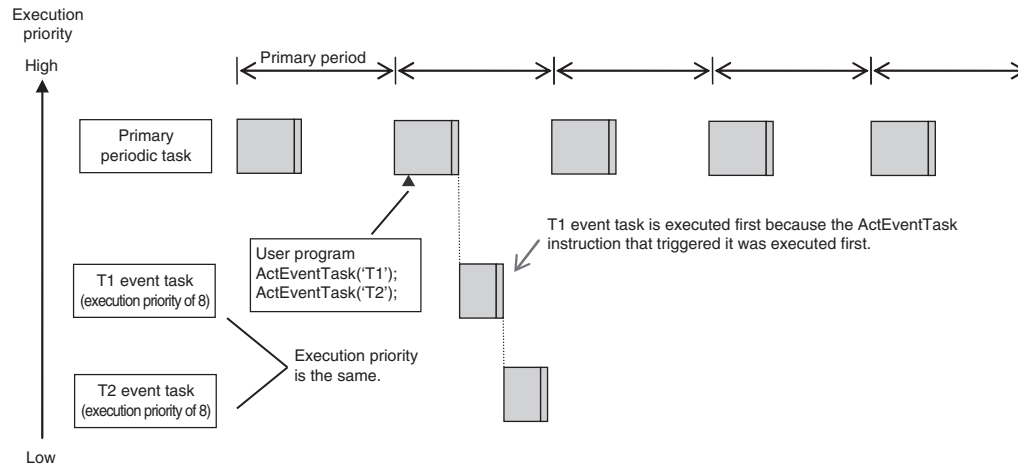 Execution
priority
High
Primary period
Primary
periodic task
User program
ActEventTask(‘T1’);
ActEventTask(‘T2’);
T1 event task is executed first because the ActEventTask
instruction that triggered it was executed first.
T1 event task
(execution priority of 8)
Execution priority
is the same.
T2 event task
(execution priority of 8)
Low